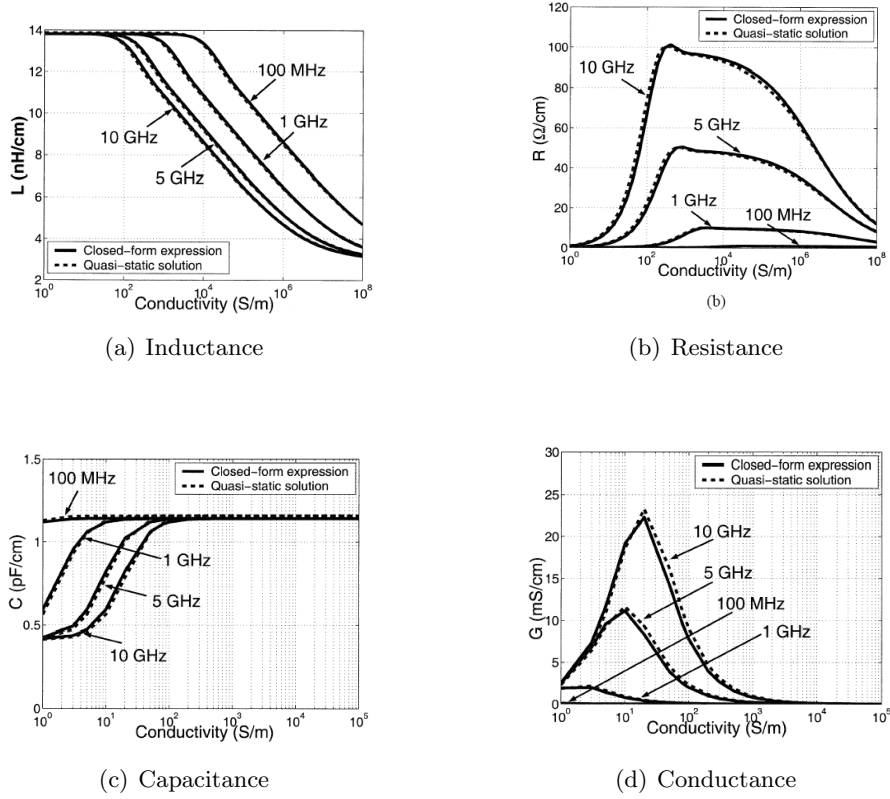 14
12
10
8
6
4
2
L (nH/cm)
100 MHz
1 GHz
10 GHz
5 GHz
Closed-form expression
Quasi-static solution
10^0
10^2
10^4
10^6
10^8
Conductivity (S/m)
(a) Inductance
Closed-form expression
Quasi-static solution
120
100
80
60
40
20
0
R (Ω/cm)
10 GHz
5 GHz
1 GHz
100 MHz
10^0
10^2
10^4
10^6
10^8
Conductivity (S/m)
(b)
(b) Resistance
1.5
1
0.5
0
C (pF/cm)
Closed-form expression
Quasi-static solution
100 MHz
1 GHz
5 GHz
10 GHz
10^0
10^1
10^2
10^3
10^4
10^5
Conductivity (S/m)
(c) Capacitance
30
25
20
15
10
5
0
G (mS/cm)
Closed-form expression
Quasi-static solution
10 GHz
5 GHz
100 MHz
1 GHz
10^0
10^1
10^2
10^3
10^4
10^5
Conductivity (S/m)
(d) Conductance